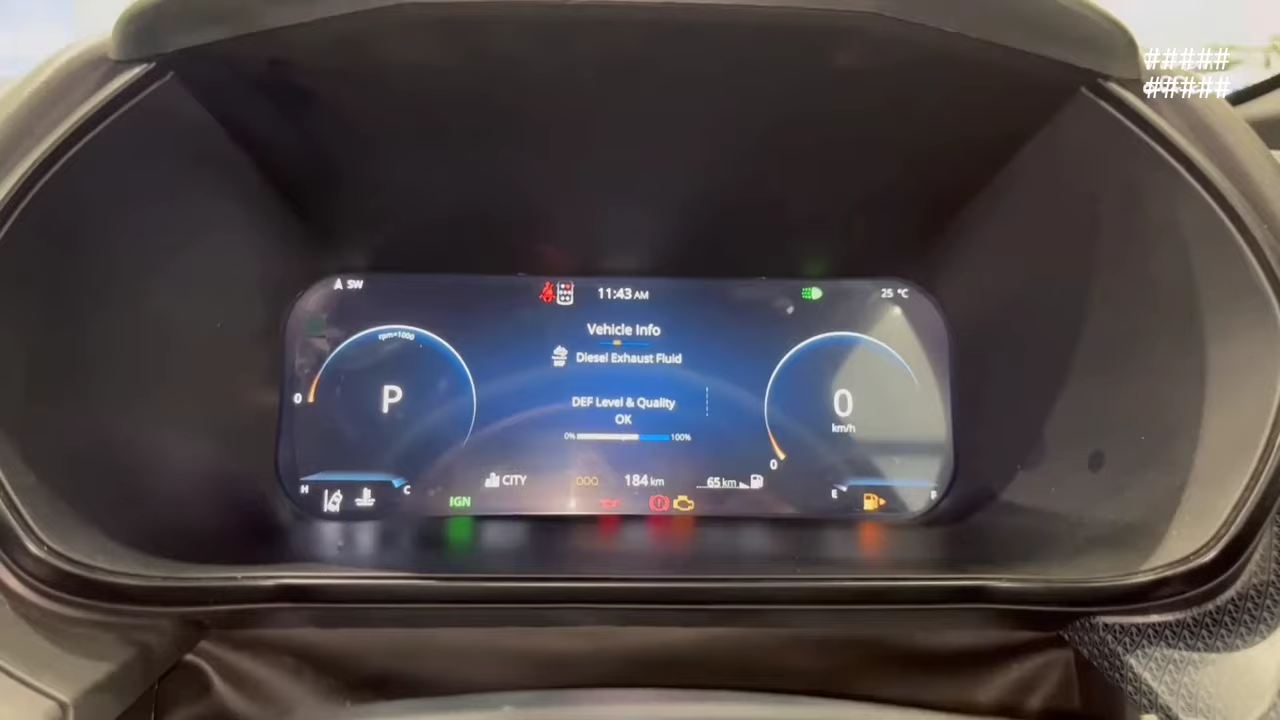 #####
#####
SW
11:43 AM
25 °C
rpm×1000
Vehicle Info
Diesel Exhaust Fluid
0
P
DEF Level & Quality
OK
0
km/h
0% 100%
0
H C
CITY
184 km
65 km
E F
IGN